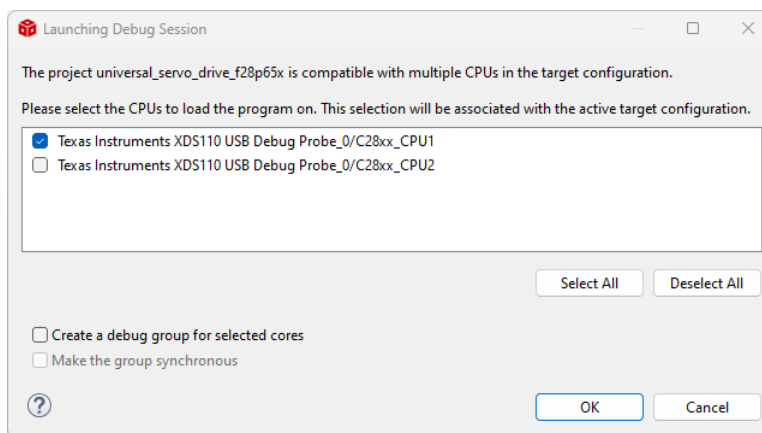 Launching Debug Session
The project universal_servo_drive_f28p65x is compatible with multiple CPUs in the target configuration.
Please select the CPUs to load the program on. This selection will be associated with the active target configuration.
Texas Instruments XDS110 USB Debug Probe_0/C28xx_CPU1
Texas Instruments XDS110 USB Debug Probe_0/C28xx_CPU2
Select All
Deselect All
Create a debug group for selected cores
Make the group synchronous
?
OK
Cancel